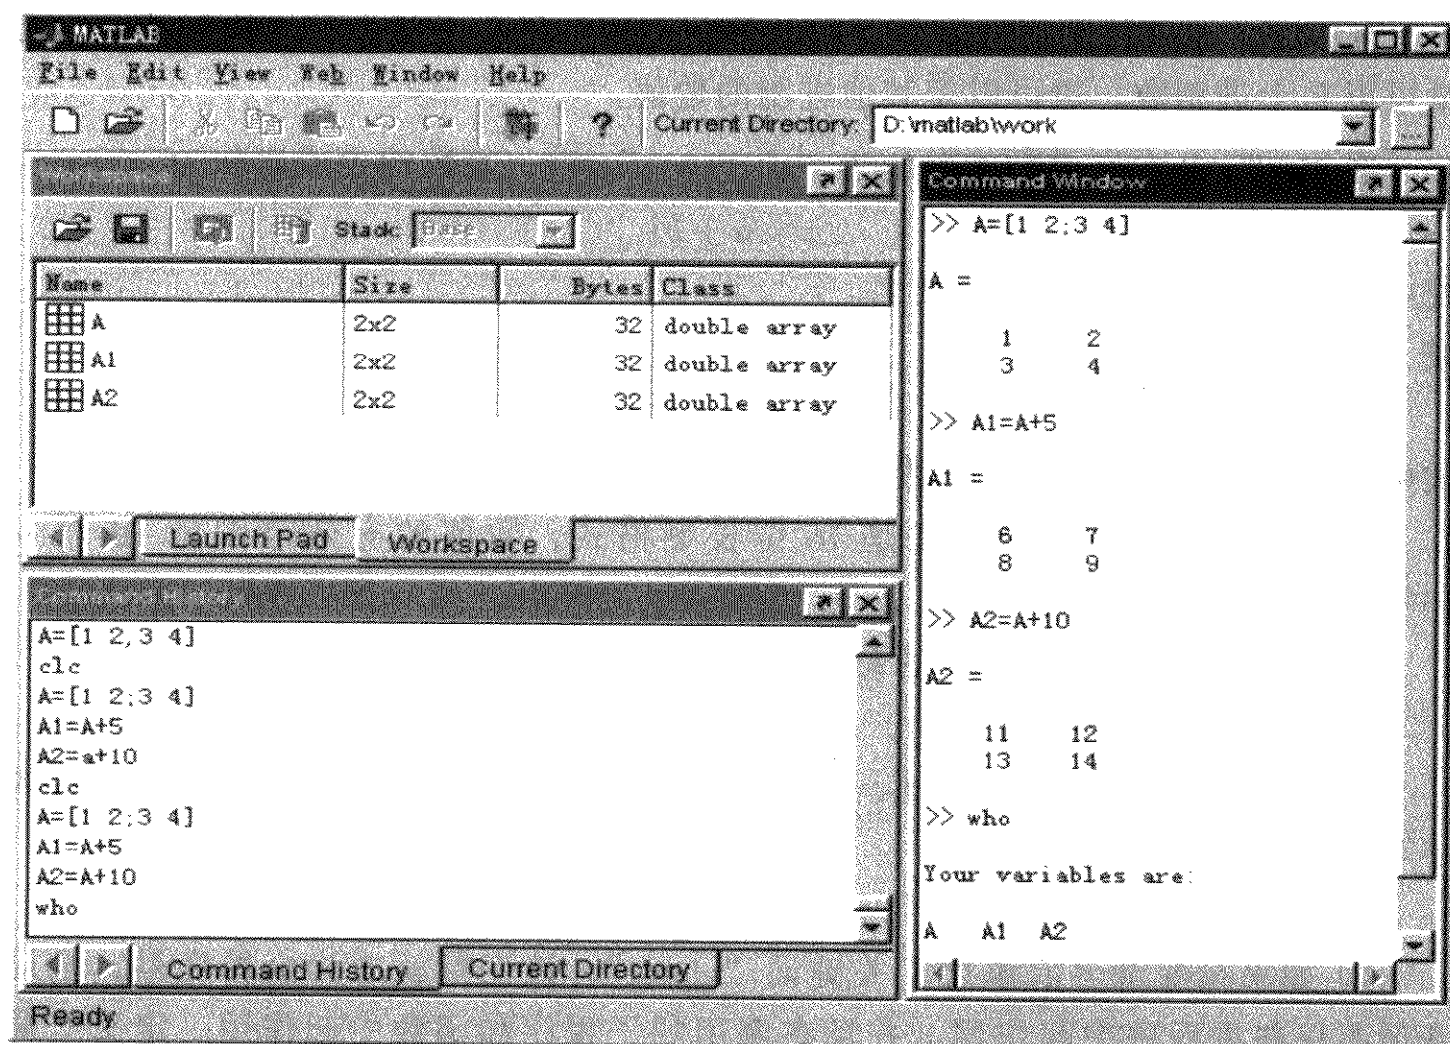 MATLAB
File Edit View Web Window Help
Current Directory: D:\matlab\work
Workspace
Stack: Base
Name Size Bytes Class
A 2x2 32 double array
A1 2x2 32 double array
A2 2x2 32 double array
Launch Pad Workspace
Command History
A=[1 2,3 4]
clc
A=[1 2;3 4]
A1=A+5
A2=a+10
clc
A=[1 2;3 4]
A1=A+5
A2=A+10
who
Command History Current Directory
Command Window
>> A=[1 2;3 4]
A =
1 2
3 4
>> A1=A+5
A1 =
6 7
8 9
>> A2=A+10
A2 =
11 12
13 14
>> who
Your variables are:
A A1 A2
Ready